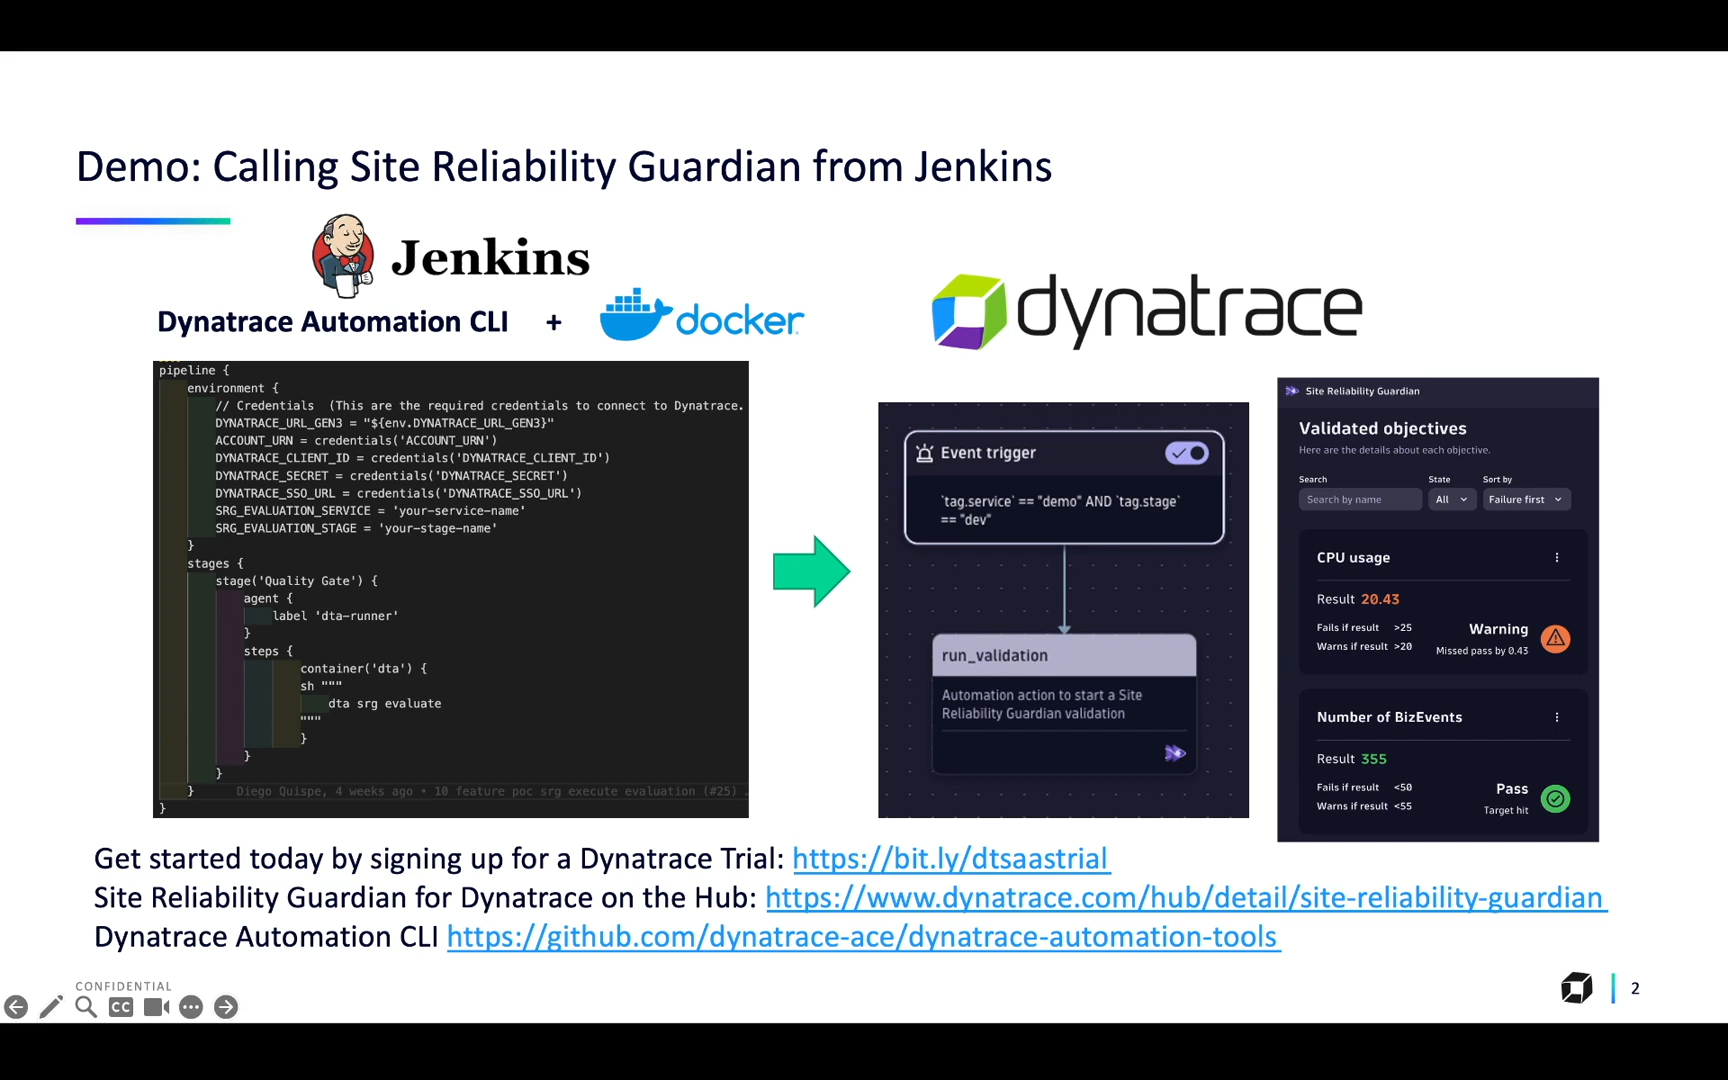 Demo: Calling Site Reliability Guardian from Jenkins
Jenkins
Dynatrace Automation CLI + docker
dynatrace
pipeline {
environment {
// Credentials (This are the required credentials to connect to Dynatrace.
DYNATRACE_URL_GEN3 = "${env.DYNATRACE_URL_GEN3}"
ACCOUNT_URN = credentials('ACCOUNT_URN')
DYNATRACE_CLIENT_ID = credentials('DYNATRACE_CLIENT_ID')
DYNATRACE_SECRET = credentials('DYNATRACE_SECRET')
DYNATRACE_SSO_URL = credentials('DYNATRACE_SSO_URL')
SRG_EVALUATION_SERVICE = 'your-service-name'
SRG_EVALUATION_STAGE = 'your-stage-name'
}
stages {
stage('Quality Gate') {
agent {
label 'dta-runner'
}
steps {
container('dta') {
sh """
dta srg evaluate
"""
}
}
}
} Diego Quispe, 4 weeks ago • 10 feature poc srg execute evaluation (#25)
}
Event trigger
`tag.service` == "demo" AND `tag.stage`
== "dev"
run_validation
Automation action to start a Site
Reliability Guardian validation
Site Reliability Guardian
Validated objectives
Here are the details about each objective.
Search State Sort by
Search by name All Failure first
CPU usage
Result 20.43
Fails if result >25
Warns if result >20
Warning
Missed pass by 0.43
Number of BizEvents
Result 355
Fails if result <50
Warns if result <55
Pass
Target hit
Get started today by signing up for a Dynatrace Trial: https://bit.ly/dtsaastrial
Site Reliability Guardian for Dynatrace on the Hub: https://www.dynatrace.com/hub/detail/site-reliability-guardian
Dynatrace Automation CLI https://github.com/dynatrace-ace/dynatrace-automation-tools
CONFIDENTIAL
CC
2